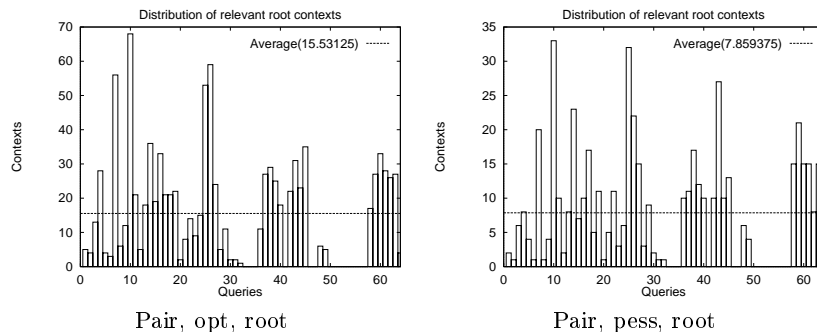 Distribution of relevant root contexts
70
60
50
40
30
20
10
0
Contexts
Average(15.53125)
0 10 20 30 40 50 60
Queries
Pair, opt, root
Distribution of relevant root contexts
35
30
25
20
15
10
5
0
Contexts
Average(7.859375)
0 10 20 30 40 50 60
Queries
Pair, pess, root